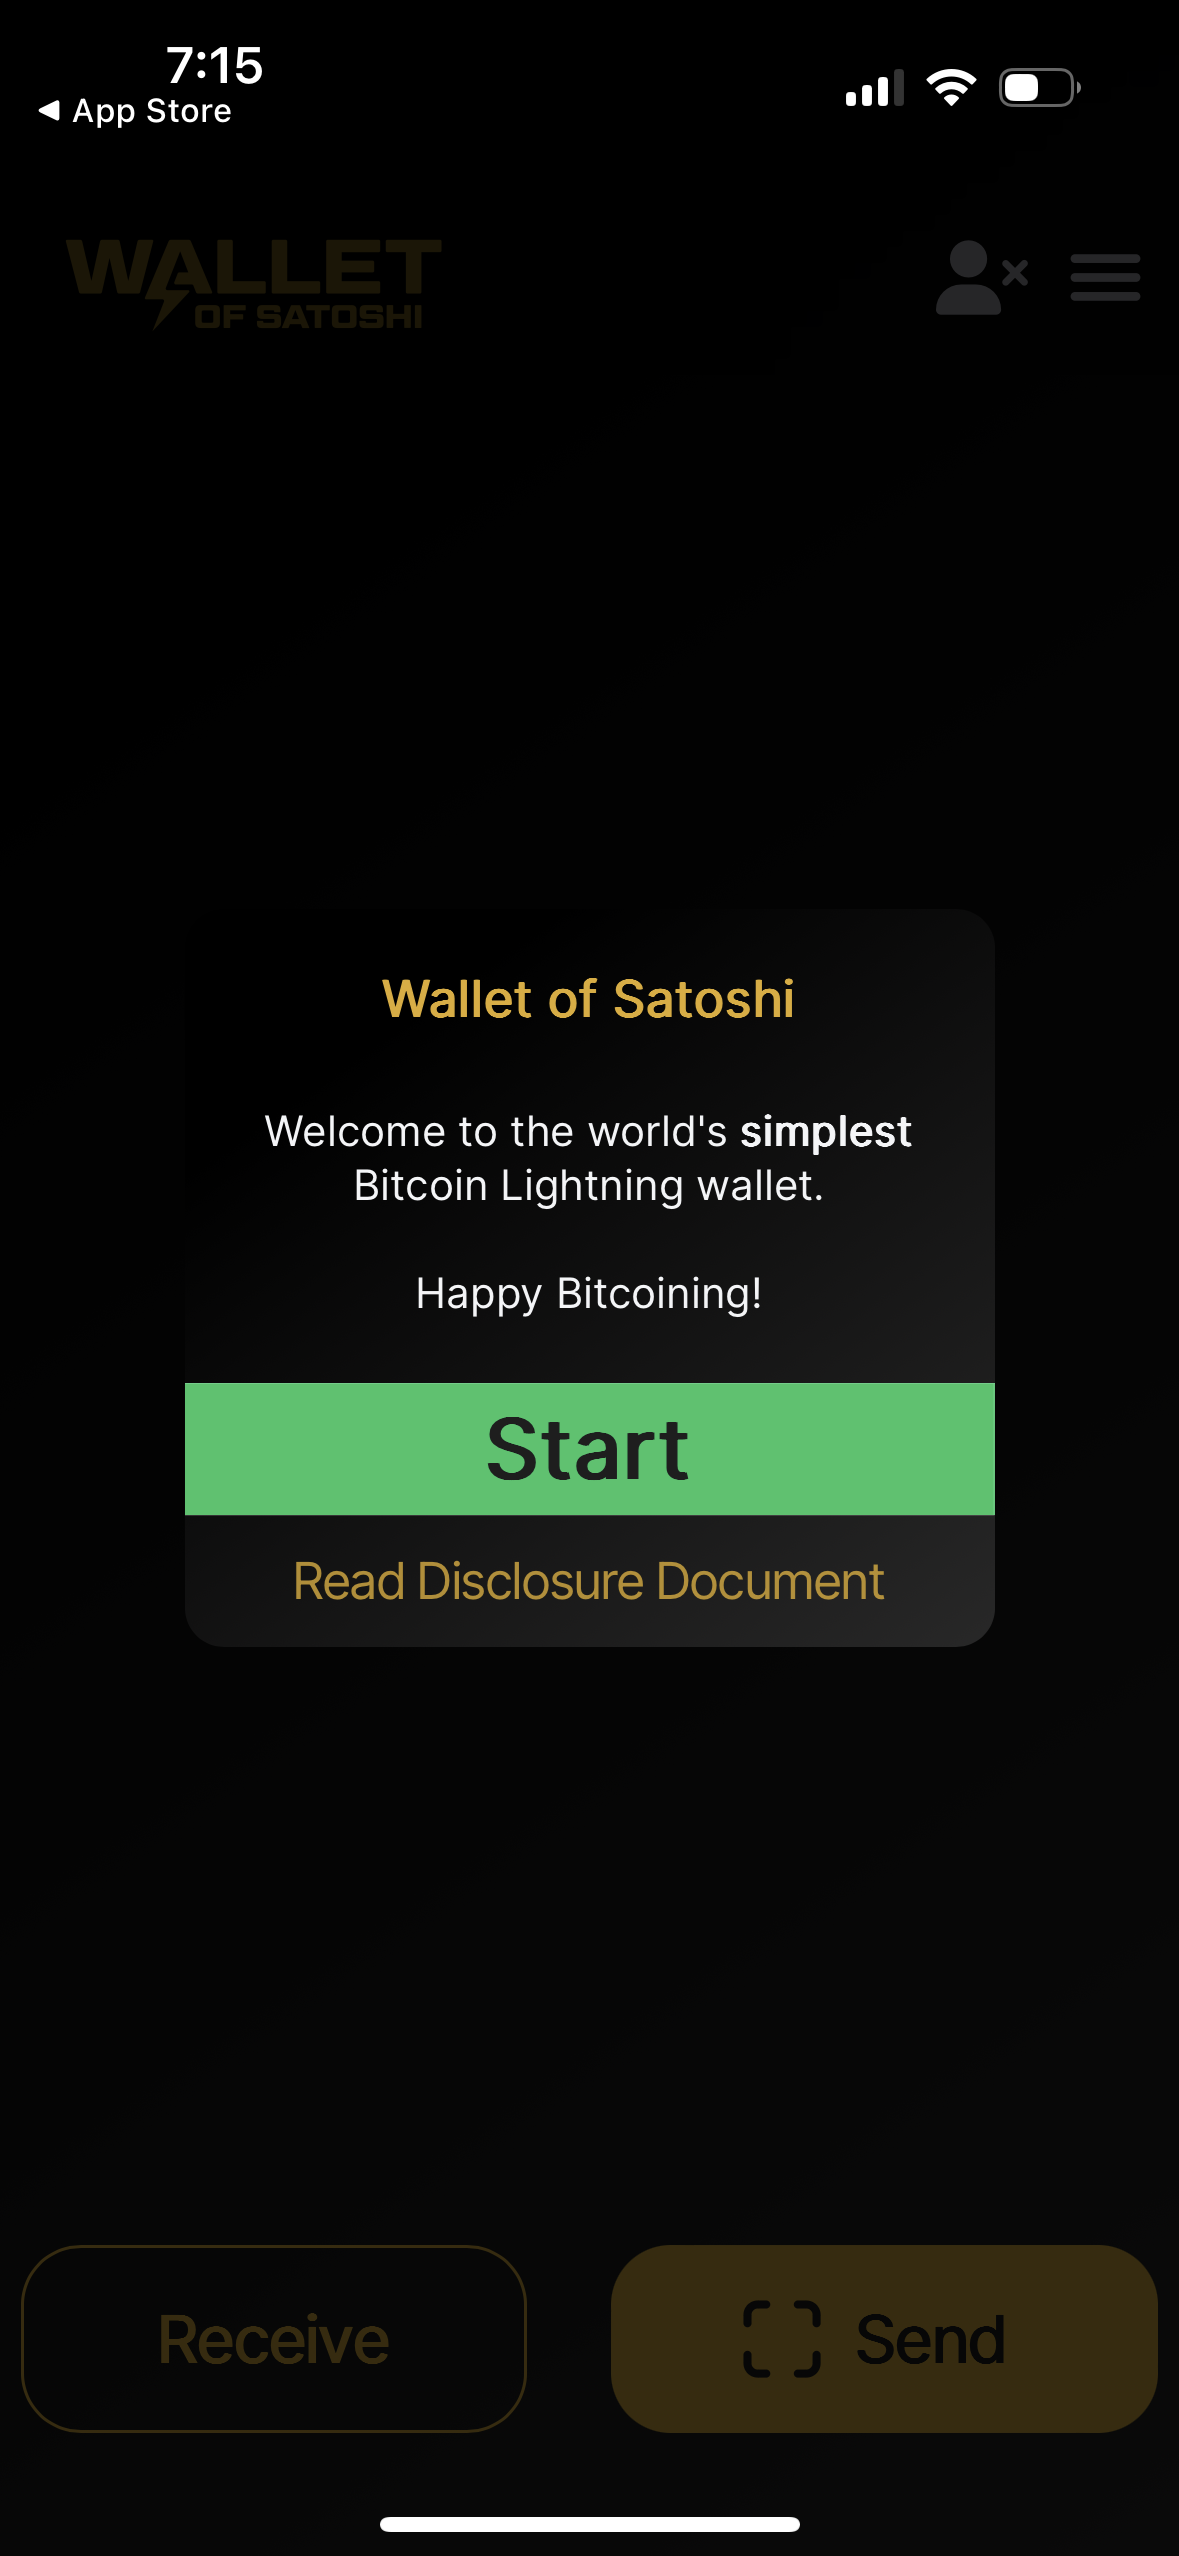 7:15
App Store
WALLET
OF SATOSHI
Wallet of Satoshi
Welcome to the world's simplest
Bitcoin Lightning wallet.
Happy Bitcoining!
Start
Read Disclosure Document
Receive
Send